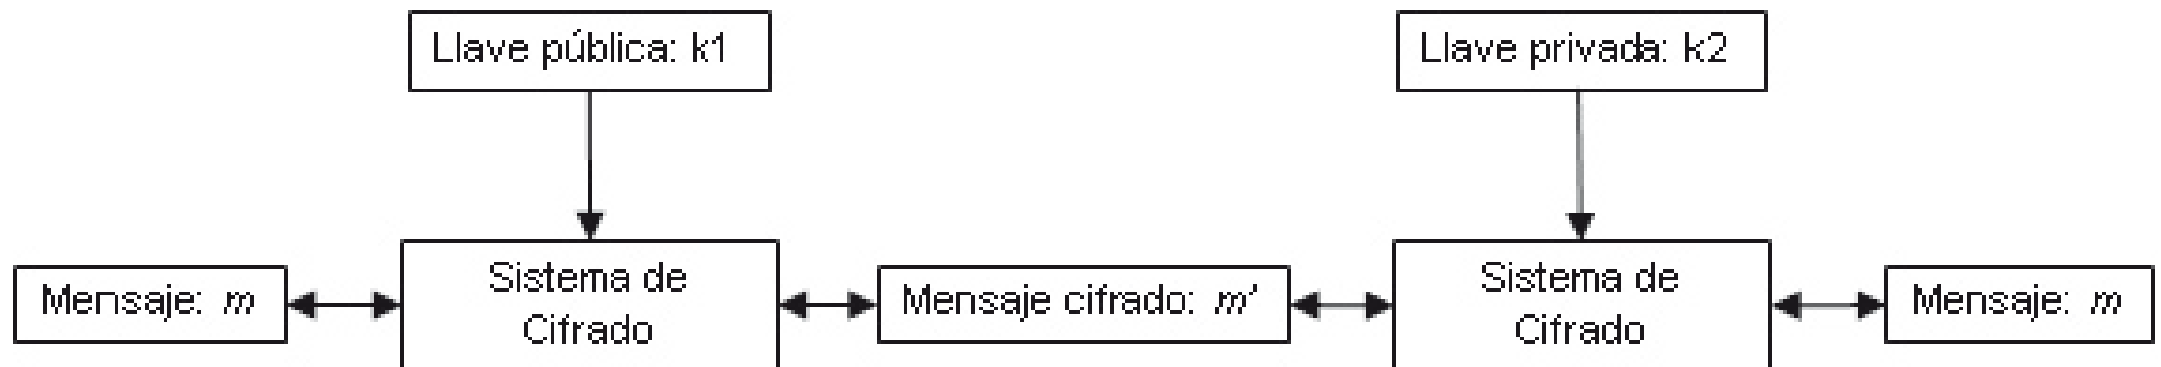 Llave pública: k1
Llave privada: k2
Mensaje: m
Sistema de
Cifrado
Mensaje cifrado: m'
Sistema de
Cifrado
Mensaje: m